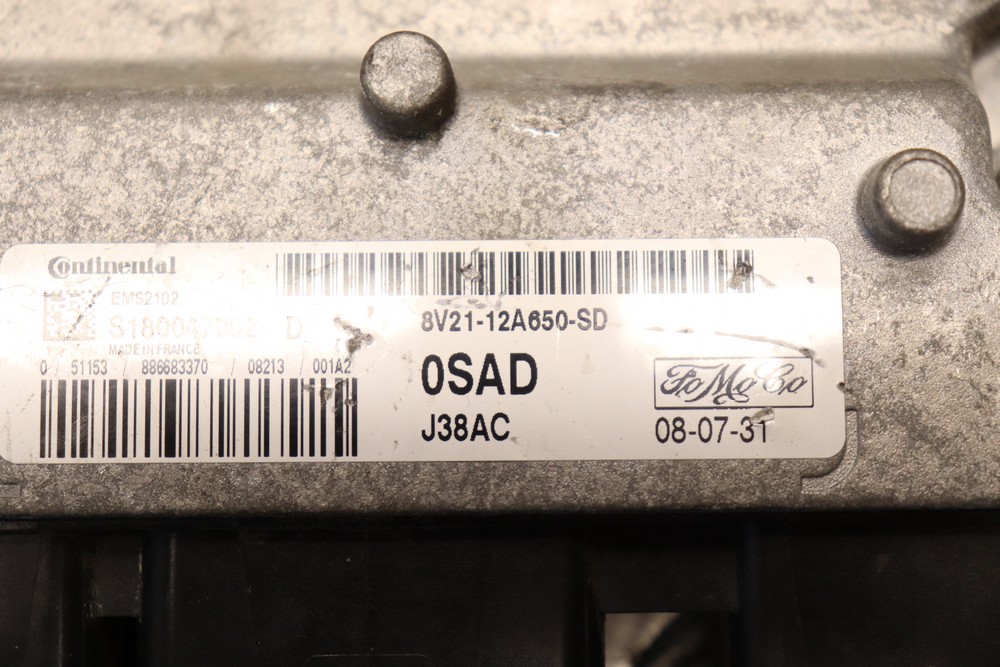 Continental
EMS2102
S180047002 D
MADE IN FRANCE
0 / 51153 / 886683370 / 08213 / 001A2
8V21-12A650-SD
0SAD
J38AC
FoMoCo
08-07-31